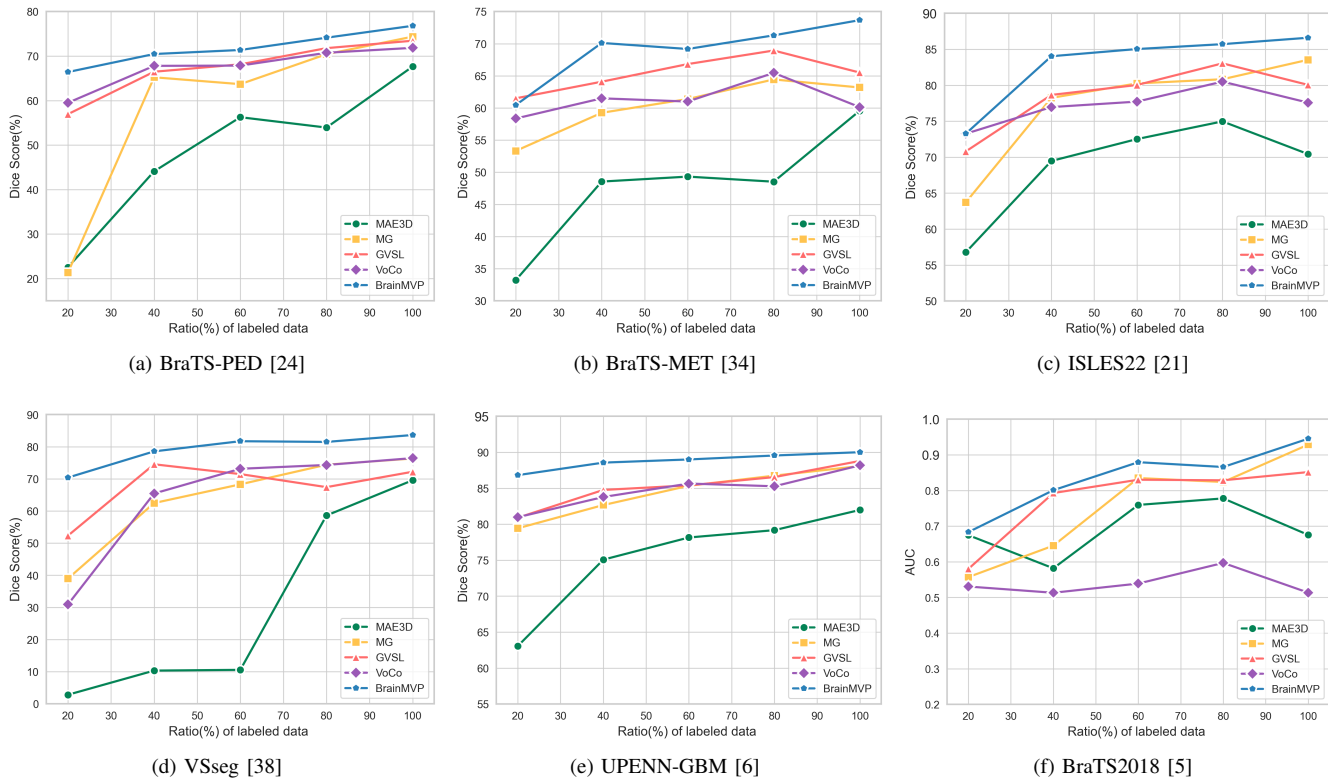 80
70
60
50
40
30
20
Dice Score(%)
20 30 40 50 60 70 80 90 100
Ratio(%) of labeled data
MAE3D
MG
GVSL
VoCo
BrainMVP
(a) BraTS-PED [24]
75
70
65
60
55
50
45
40
35
30
Dice Score(%)
20 30 40 50 60 70 80 90 100
Ratio(%) of labeled data
MAE3D
MG
GVSL
VoCo
BrainMVP
(b) BraTS-MET [34]
90
85
80
75
70
65
60
55
50
Dice Score(%)
20 30 40 50 60 70 80 90 100
Ratio(%) of labeled data
MAE3D
MG
GVSL
VoCo
BrainMVP
(c) ISLES22 [21]
90
80
70
60
50
40
30
20
10
0
Dice Score(%)
20 30 40 50 60 70 80 90 100
Ratio(%) of labeled data
MAE3D
MG
GVSL
VoCo
BrainMVP
(d) VSseg [38]
95
90
85
80
75
70
65
60
55
Dice Score(%)
20 30 40 50 60 70 80 90 100
Ratio(%) of labeled data
MAE3D
MG
GVSL
VoCo
BrainMVP
(e) UPENN-GBM [6]
1.0
0.9
0.8
0.7
0.6
0.5
0.4
0.3
0.2
AUC
20 30 40 50 60 70 80 90 100
Ratio(%) of labeled data
MAE3D
MG
GVSL
VoCo
BrainMVP
(f) BraTS2018 [5]